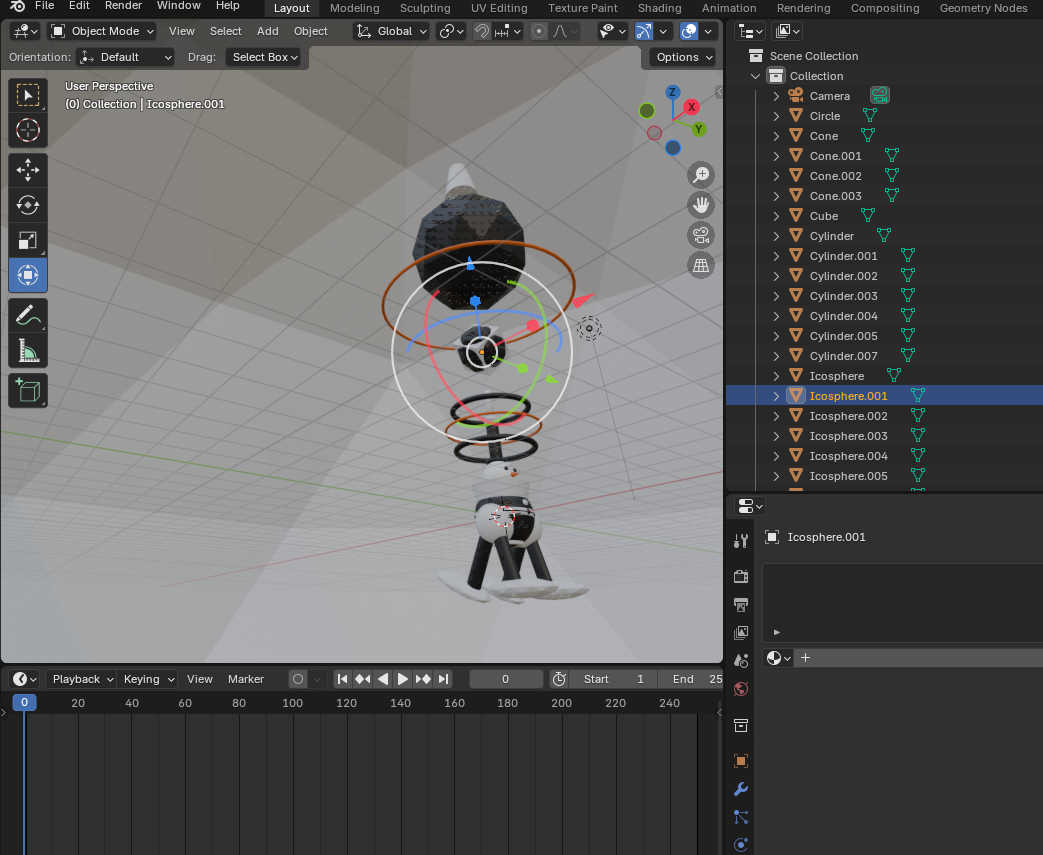 File Edit Render Window Help Layout Modeling Sculpting UV Editing Texture Paint Shading Animation Rendering Compositing Geometry Nodes
Object Mode View Select Add Object Global
Orientation: Default Drag: Select Box Options
User Perspective
(0) Collection | Icosphere.001
Z
X
Y
Scene Collection
Collection
Camera
Circle
Cone
Cone.001
Cone.002
Cone.003
Cube
Cylinder
Cylinder.001
Cylinder.002
Cylinder.003
Cylinder.004
Cylinder.005
Cylinder.007
Icosphere
Icosphere.001
Icosphere.002
Icosphere.003
Icosphere.004
Icosphere.005
Icosphere.001
Playback Keying View Marker 0 Start 1 End 25
0 20 40 60 80 100 120 140 160 180 200 220 240